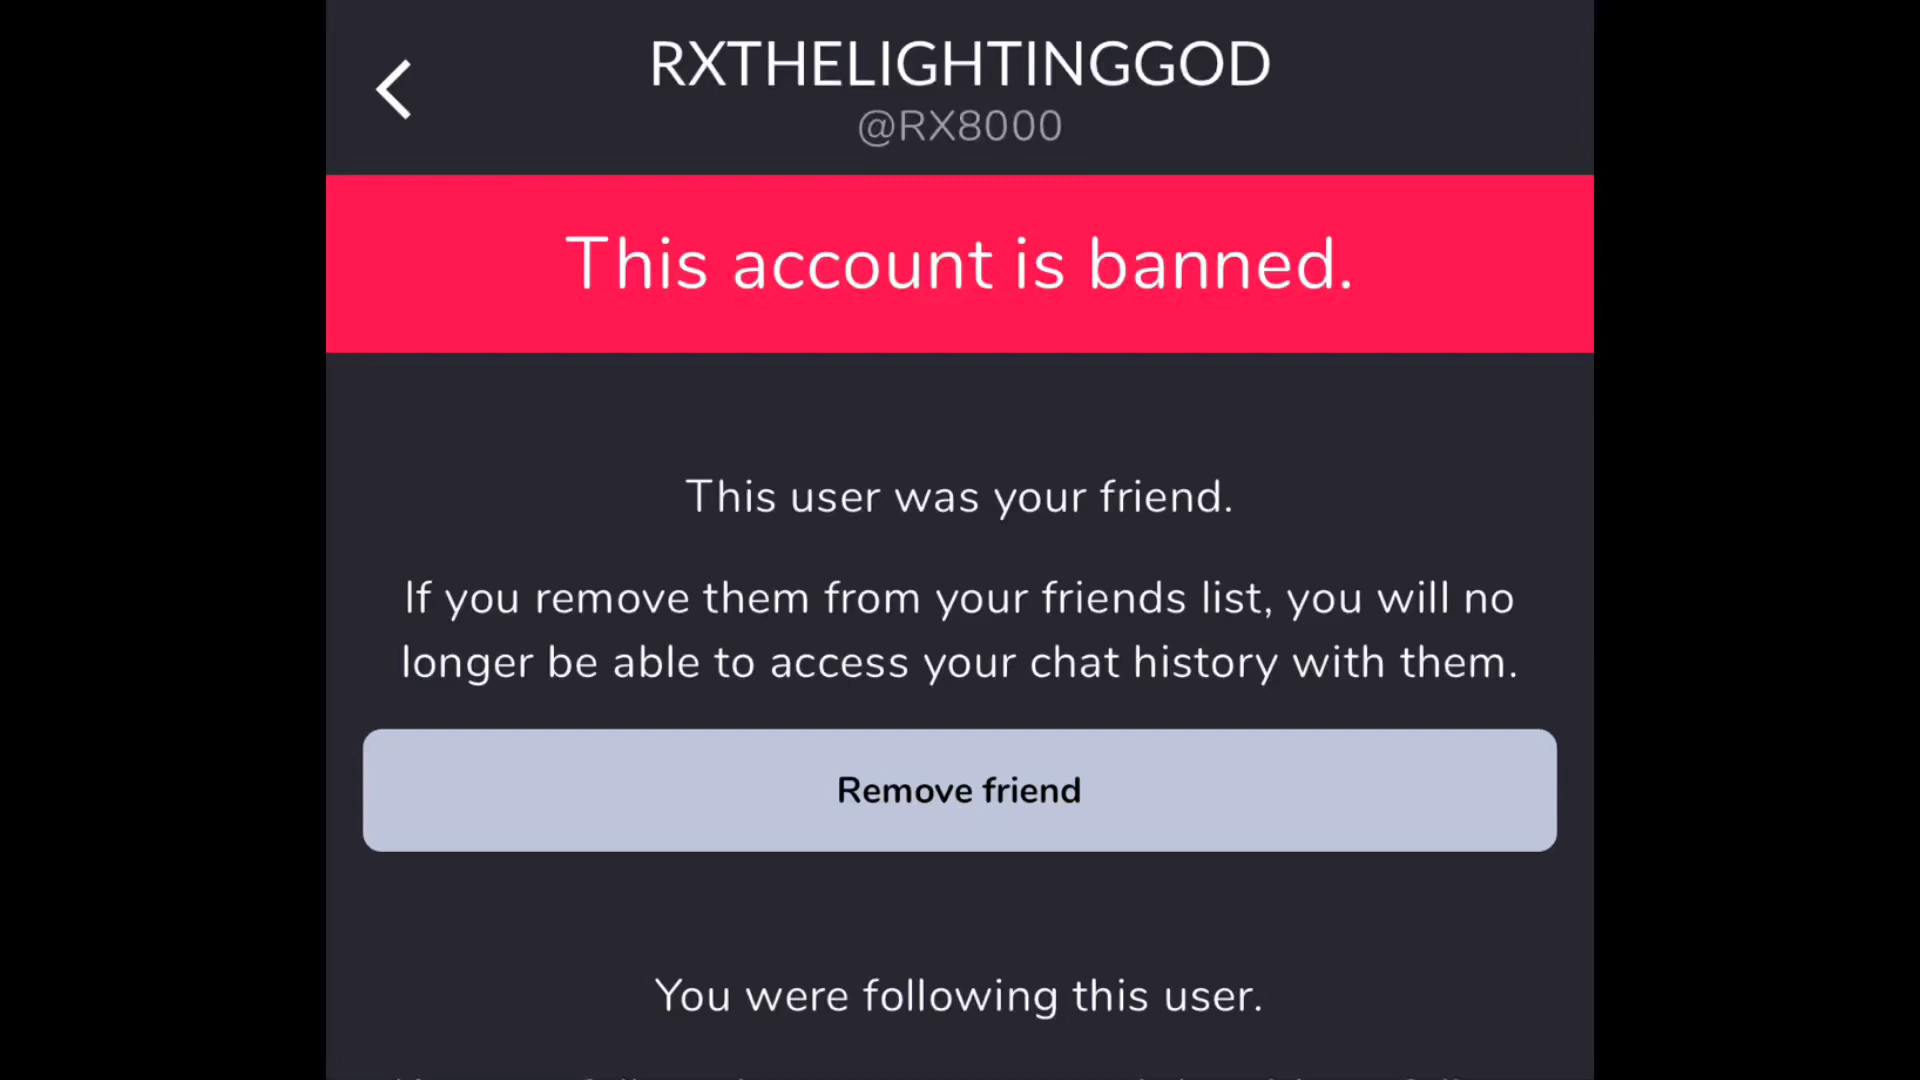 RXTHELIGHTINGGOD
@RX8000
This account is banned.
This user was your friend.
If you remove them from your friends list, you will no
longer be able to access your chat history with them.
Remove friend
You were following this user.